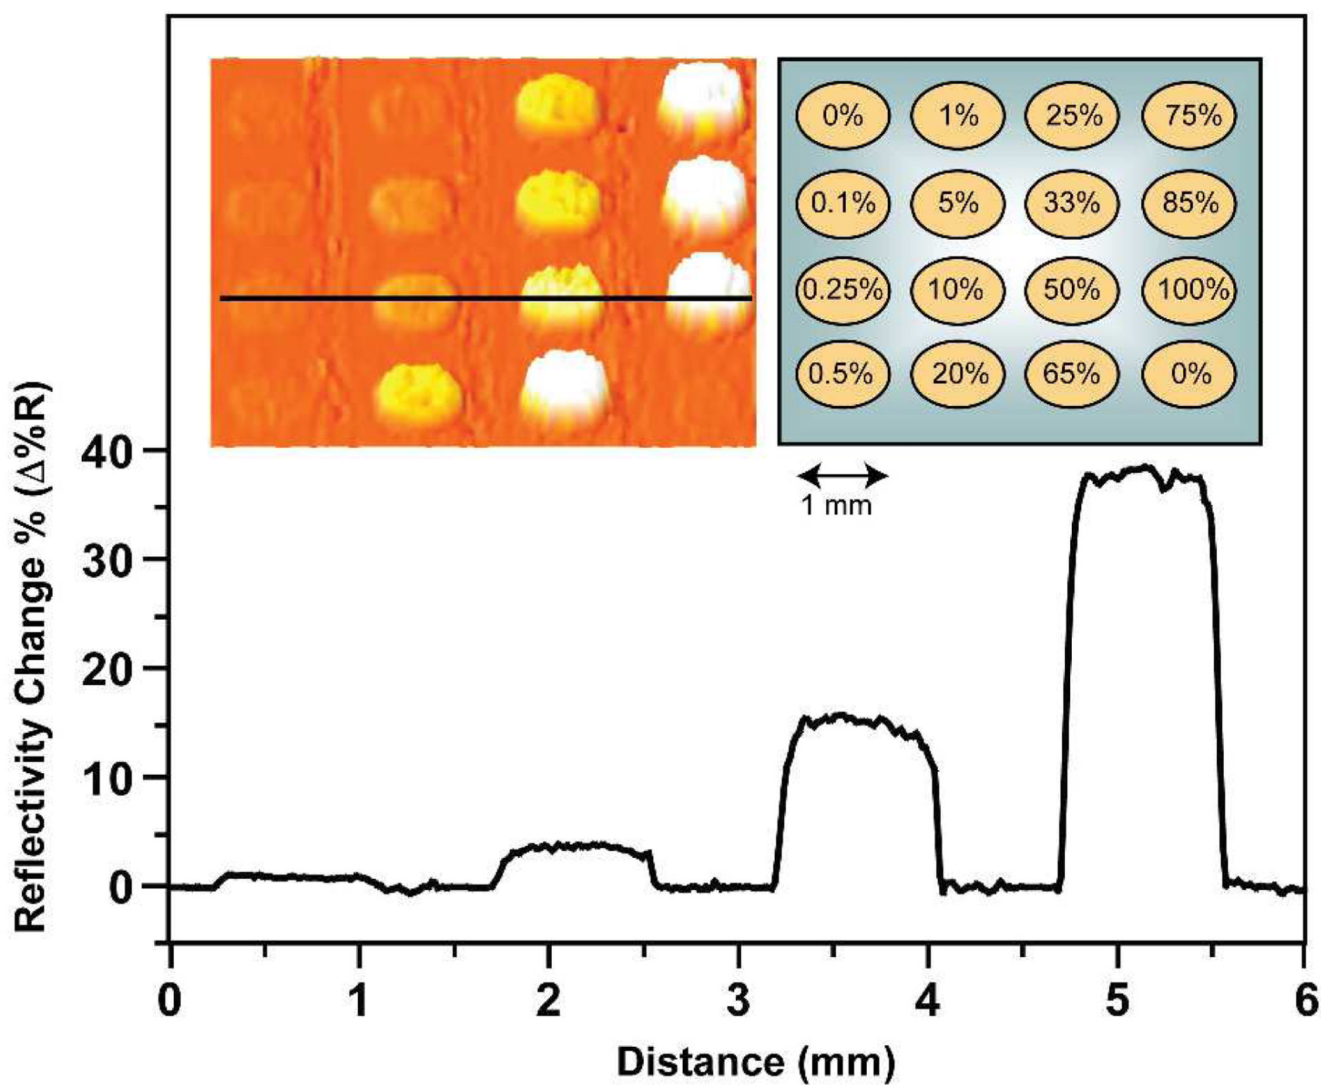 0% 1% 25% 75%
0.1% 5% 33% 85%
0.25% 10% 50% 100%
0.5% 20% 65% 0%
1 mm
Reflectivity Change % (Δ%R)
40
30
20
10
0
0 1 2 3 4 5 6
Distance (mm)